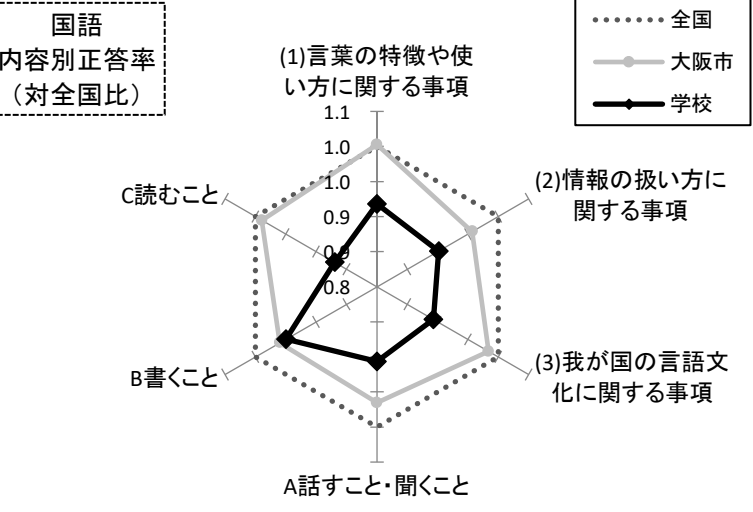 国語
内容別正答率
（対全国比）
全国
大阪市
学校
(1)言葉の特徴や使
い方に関する事項
1.1
1.0
1.0
0.9
0.9
0.8
(2)情報の扱い方に
関する事項
(3)我が国の言語文
化に関する事項
A話すこと・聞くこと
B書くこと
C読むこと